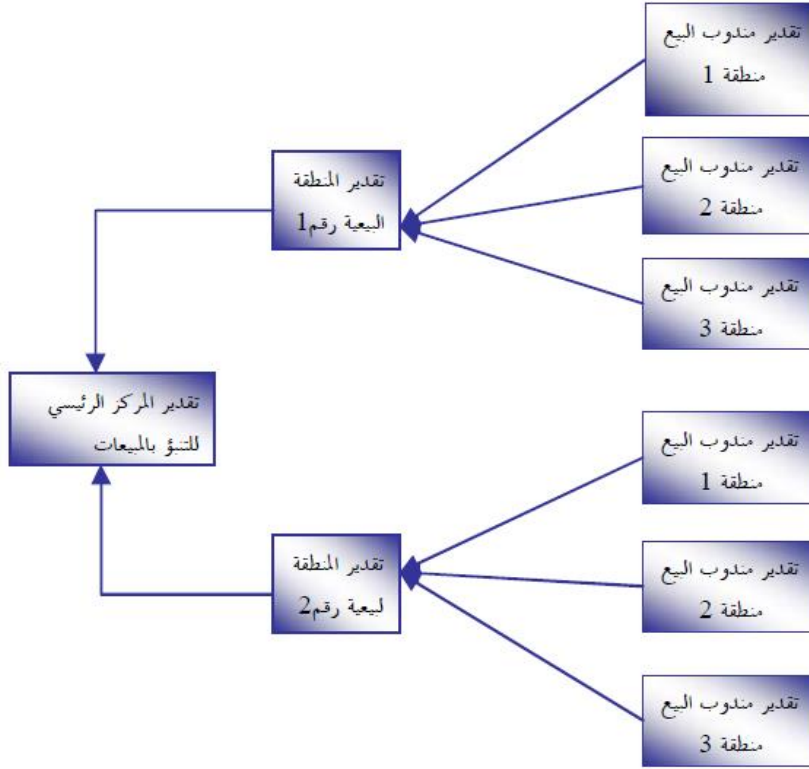 تقدير مندوب البيع
منطقة 1
تقدير مندوب البيع
منطقة 2
تقدير مندوب البيع
منطقة 3
تقدير المنطقة
البيعية رقم1
تقدير المركز الرئيسي
للتنبؤ بالمبيعات
تقدير مندوب البيع
منطقة 1
تقدير مندوب البيع
منطقة 2
تقدير مندوب البيع
منطقة 3
تقدير المنطقة
لبيعية رقم2